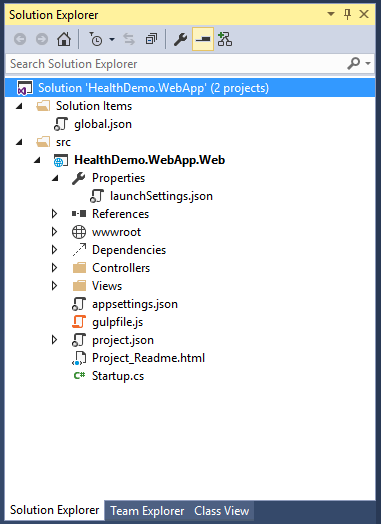 Solution Explorer
Search Solution Explorer
Solution 'HealthDemo.WebApp' (2 projects)
Solution Items
global.json
src
HealthDemo.WebApp.Web
Properties
launchSettings.json
References
wwwroot
Dependencies
Controllers
Views
appsettings.json
gulpfile.js
project.json
Project_Readme.html
C# Startup.cs
Solution Explorer Team Explorer Class View